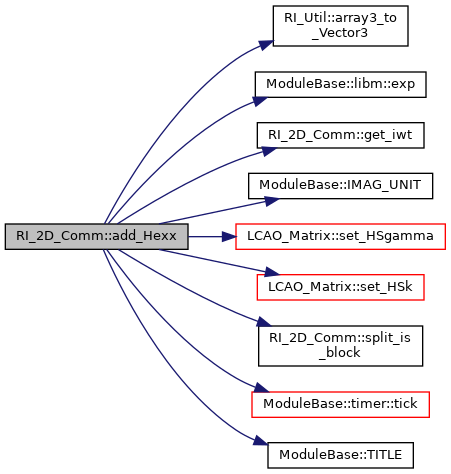 RI_Util::array3_to
_Vector3
ModuleBase::libm::exp
RI_2D_Comm::get_iwt
ModuleBase::IMAG_UNIT
RI_2D_Comm::add_Hexx
LCAO_Matrix::set_HSgamma
LCAO_Matrix::set_HSk
RI_2D_Comm::split_is
_block
ModuleBase::timer::tick
ModuleBase::TITLE